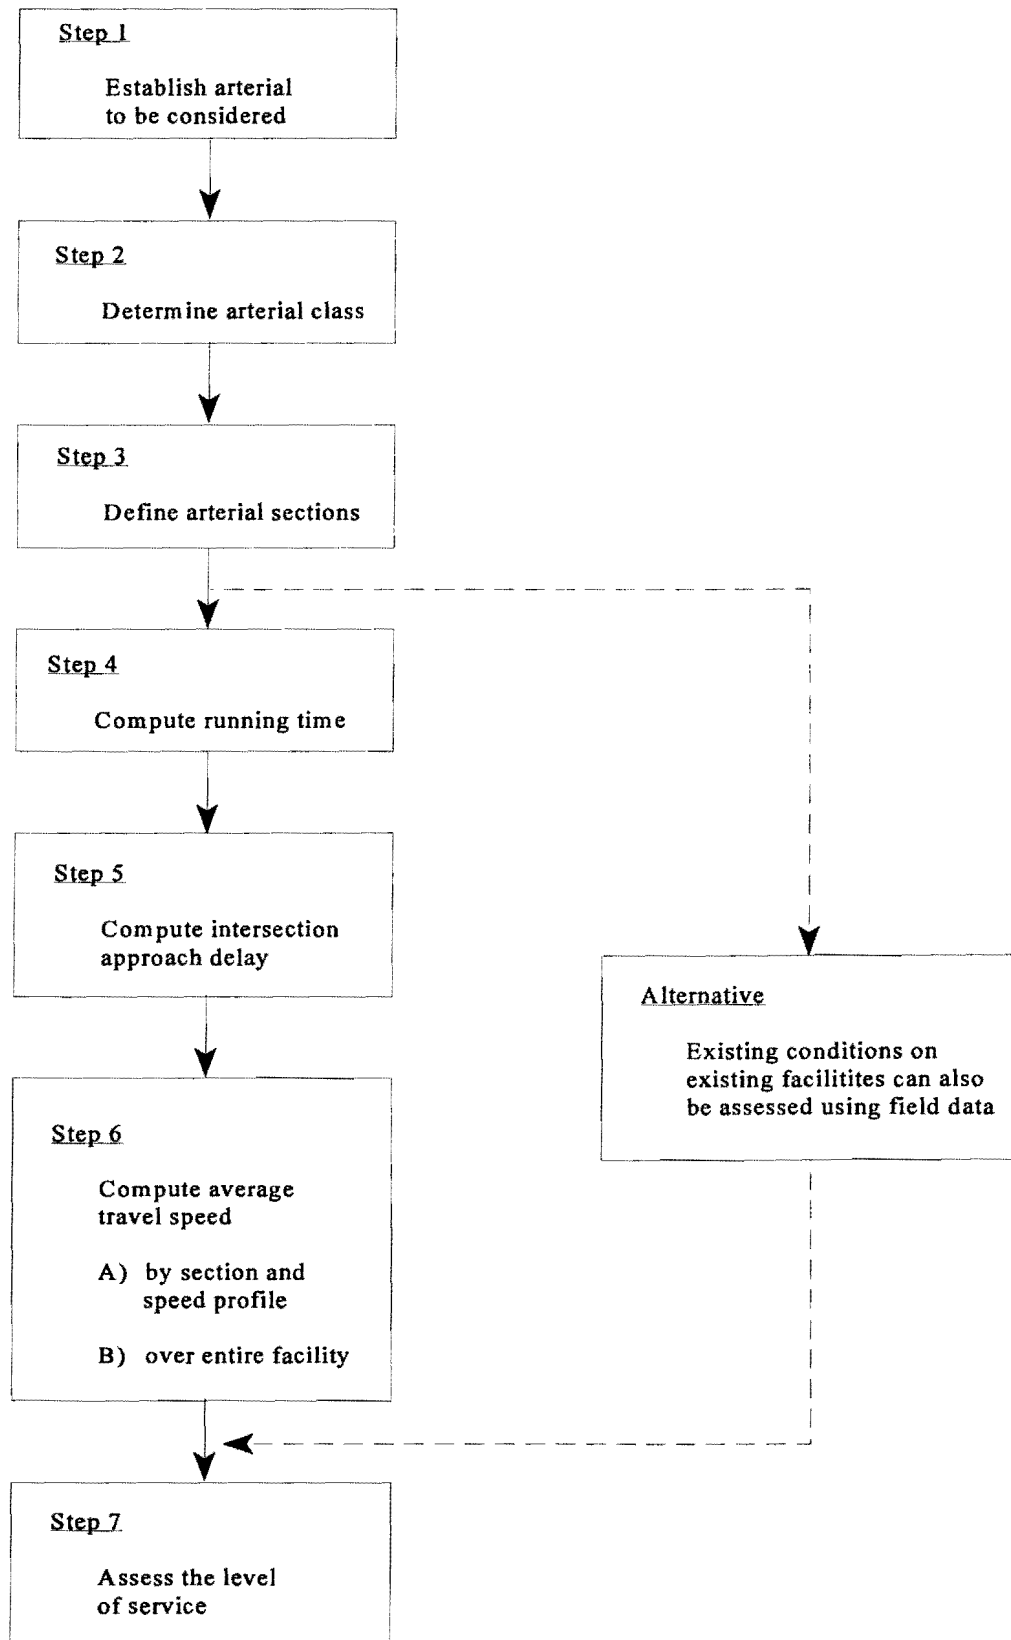 Step 1
Establish arterial
to be considered
Step 2
Determine arterial class
Step 3
Define arterial sections
Step 4
Compute running time
Step 5
Compute intersection
approach delay
Step 6
Compute average
travel speed
A) by section and
speed profile
B) over entire facility
Alternative
Existing conditions on
existing facilitites can also
be assessed using field data
Step 7
Assess the level
of service